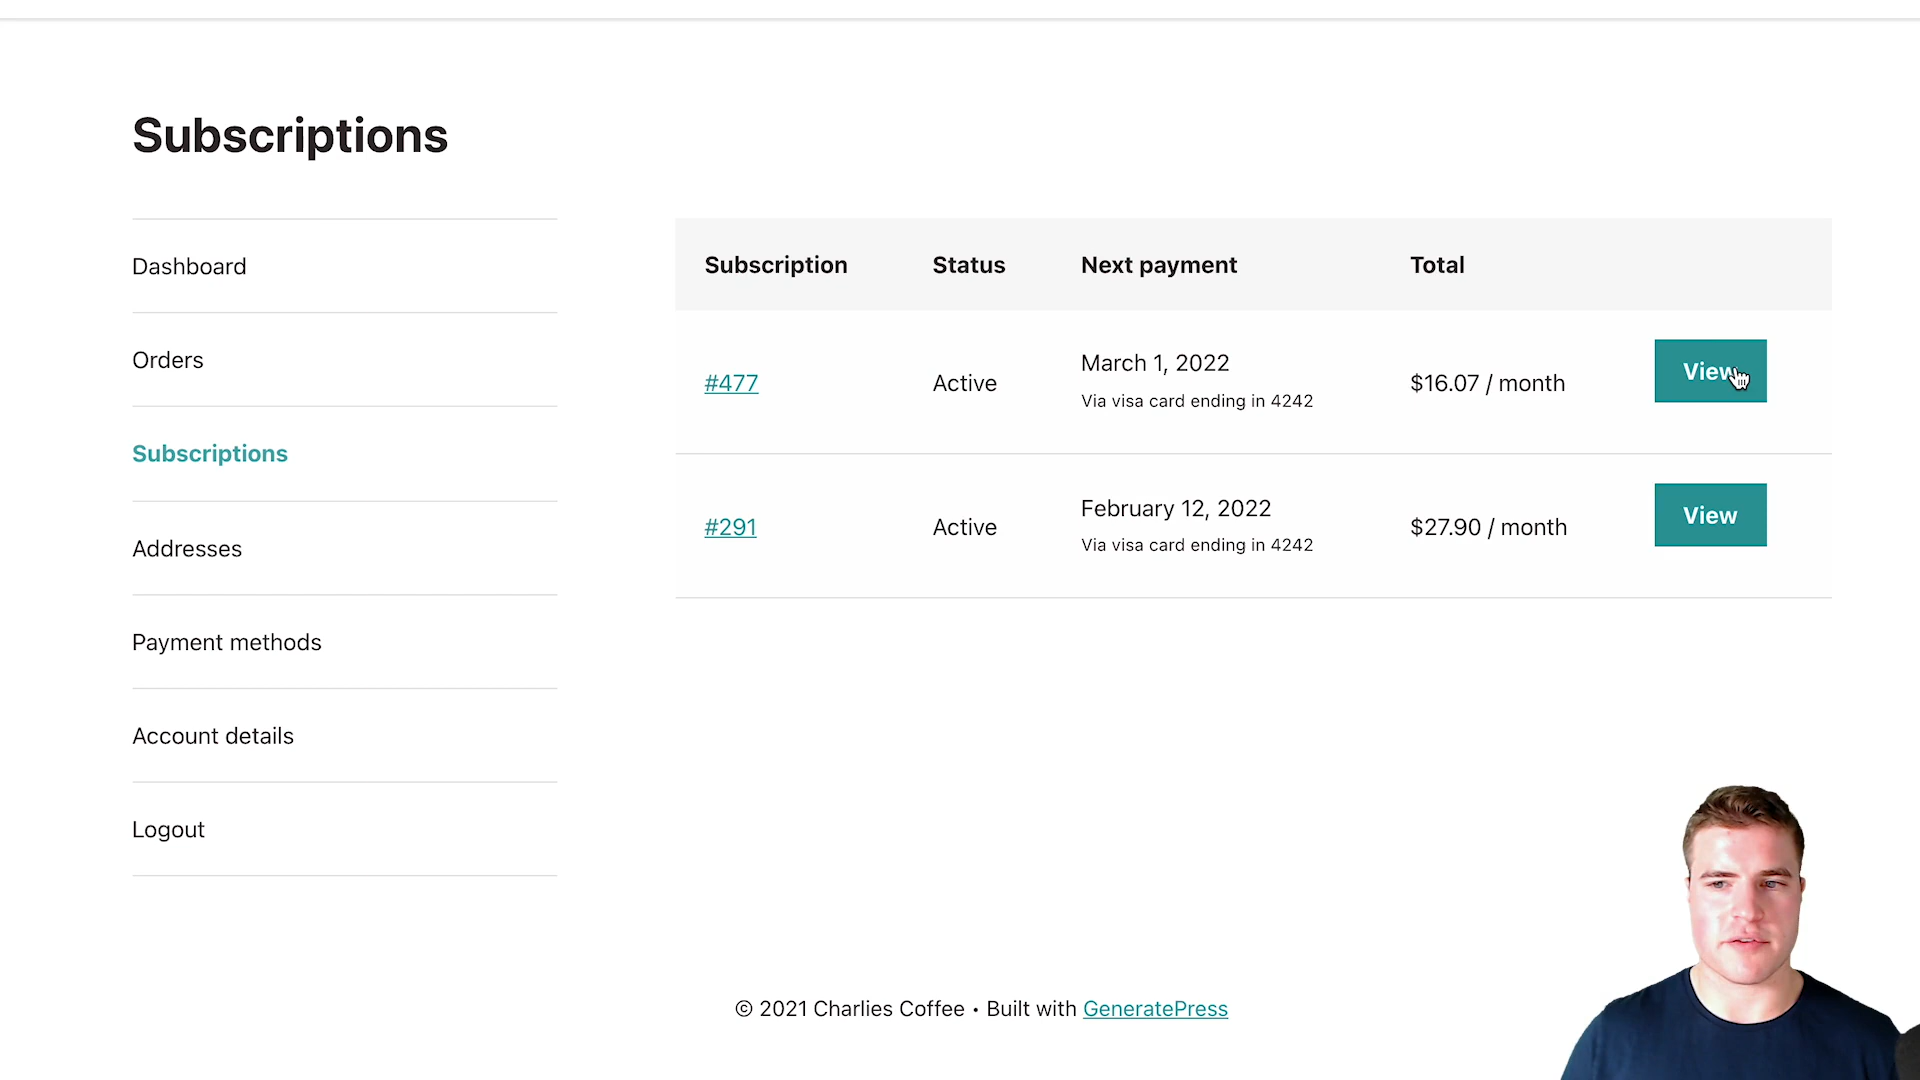 Subscriptions
Dashboard
Orders
Subscriptions
Addresses
Payment methods
Account details
Logout
Subscription Status Next payment Total
#477 Active March 1, 2022 $16.07 / month View
Via visa card ending in 4242
#291 Active February 12, 2022 $27.90 / month View
Via visa card ending in 4242
© 2021 Charlies Coffee • Built with GeneratePress